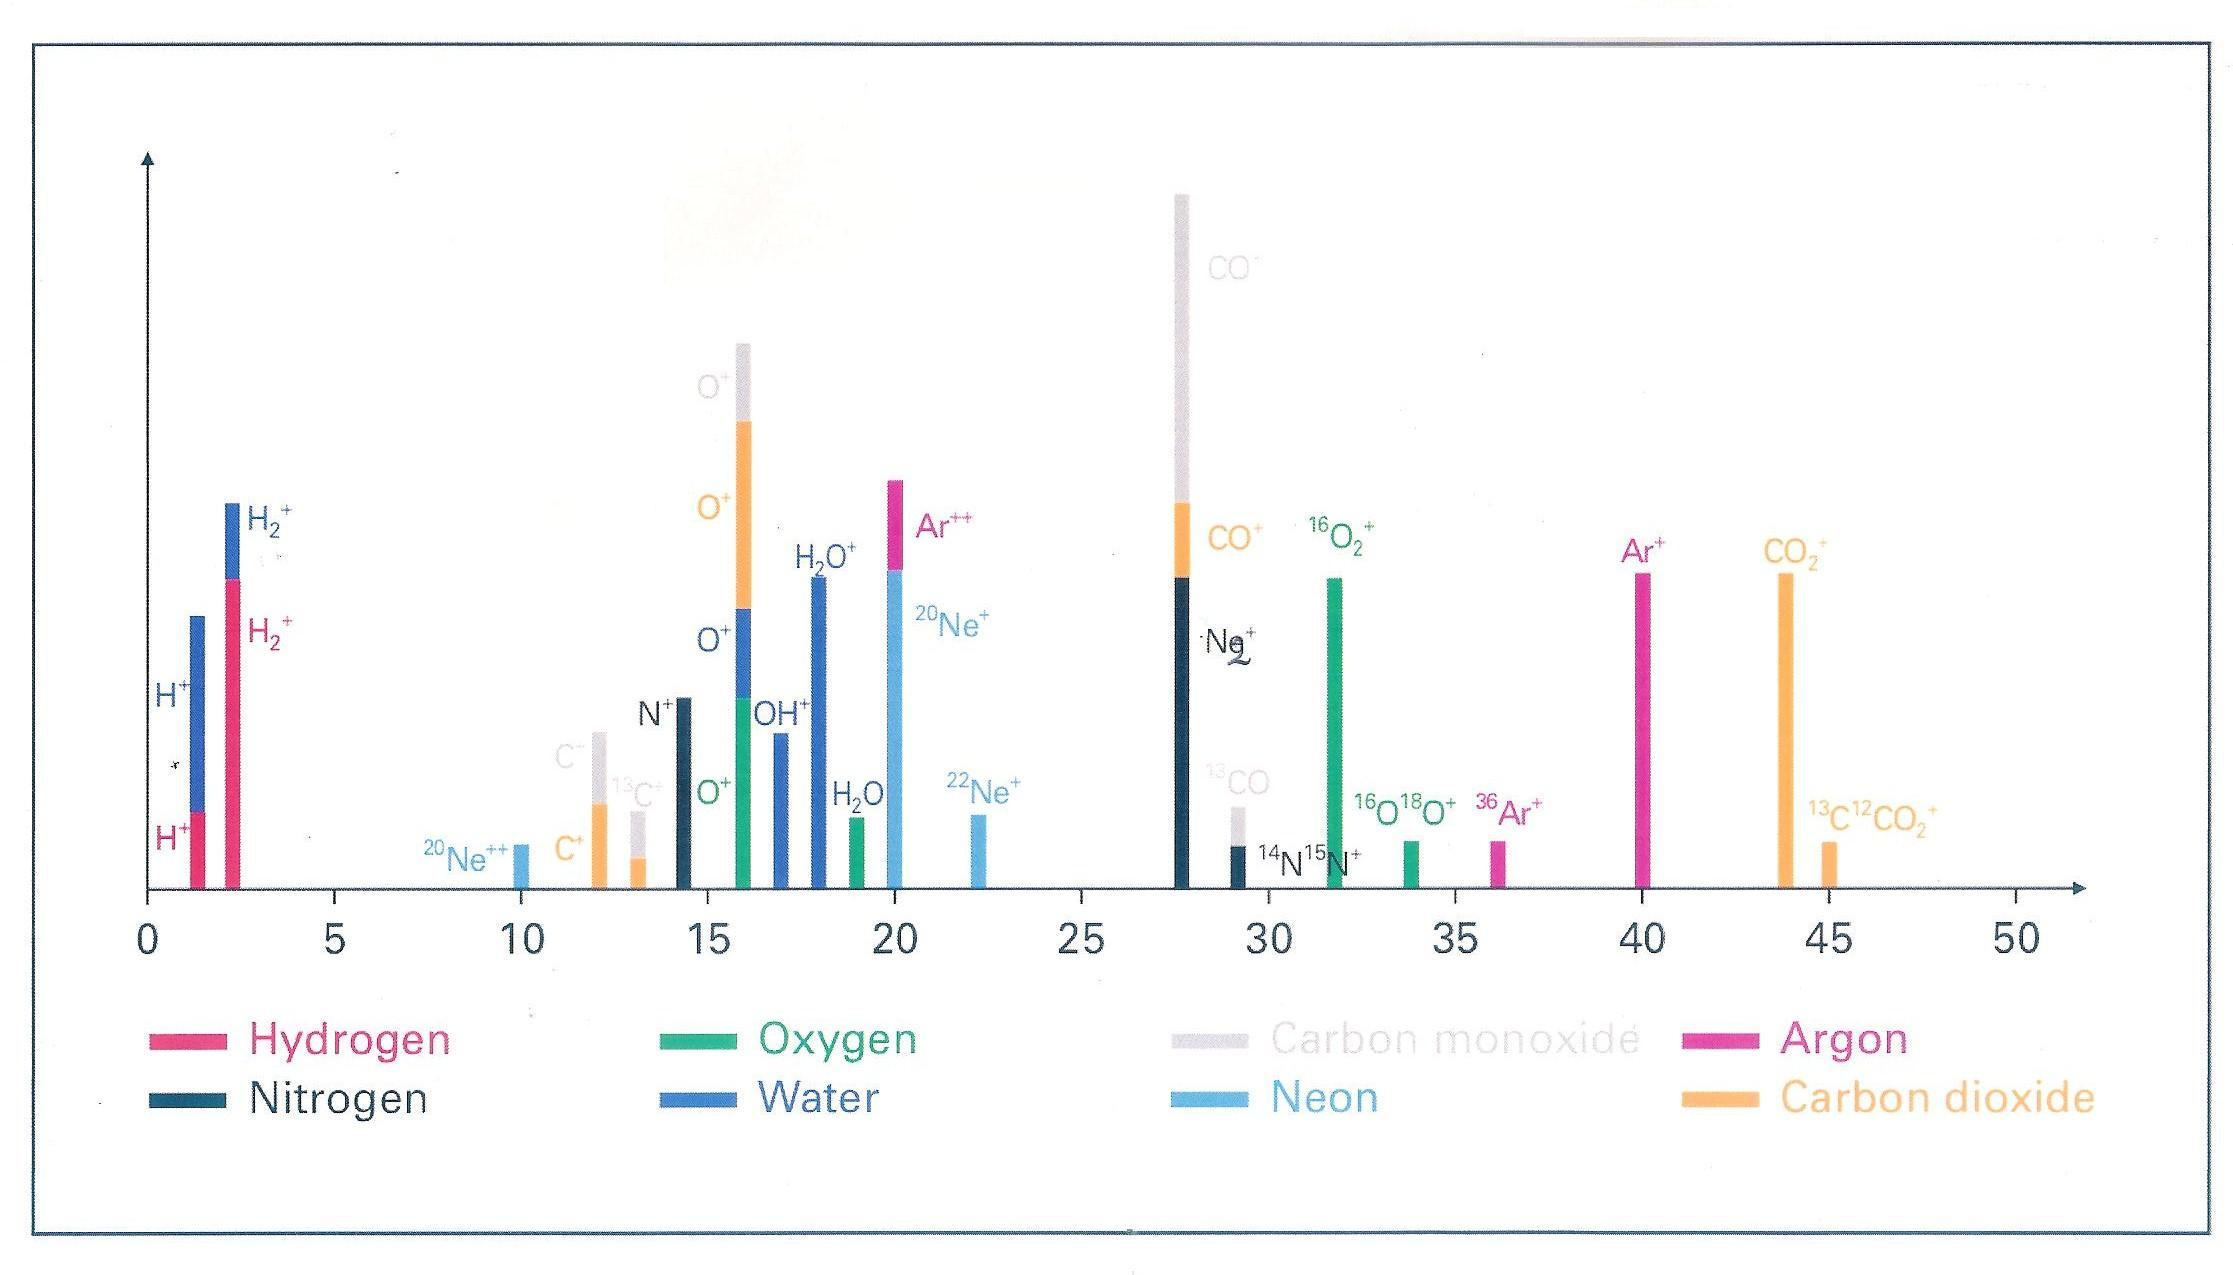 CO⁻
O⁺
H₂⁺
O⁺
Ar⁺⁺
CO⁺
¹⁶O₂⁺
Ar⁺
CO₂⁺
H₂O⁺
H₂⁺
O⁺
²⁰Ne⁺
H⁺
N⁺
OH⁺
C⁻
¹³C⁺
O⁺
H₂O
²²Ne⁺
¹³CO
¹⁶O¹⁸O⁺
³⁶Ar⁺
¹³C¹²CO₂⁺
H⁺
²⁰Ne⁺⁺
C⁺
¹⁴N¹⁵N⁺
0 5 10 15 20 25 30 35 40 45 50
Hydrogen Oxygen Carbon monoxide Argon
Nitrogen Water Neon Carbon dioxide